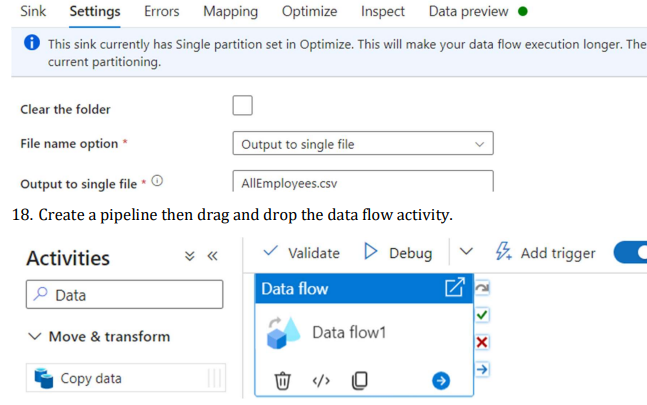 Sink Settings Errors Mapping Optimize Inspect Data preview
This sink currently has Single partition set in Optimize. This will make your data flow execution longer. The
current partitioning.
Clear the folder
File name option *
Output to single file
Output to single file *
AllEmployees.csv
18. Create a pipeline then drag and drop the data flow activity.
Activities
Validate Debug Add trigger
Data
Data flow
Move & transform
Data flow1
Copy data